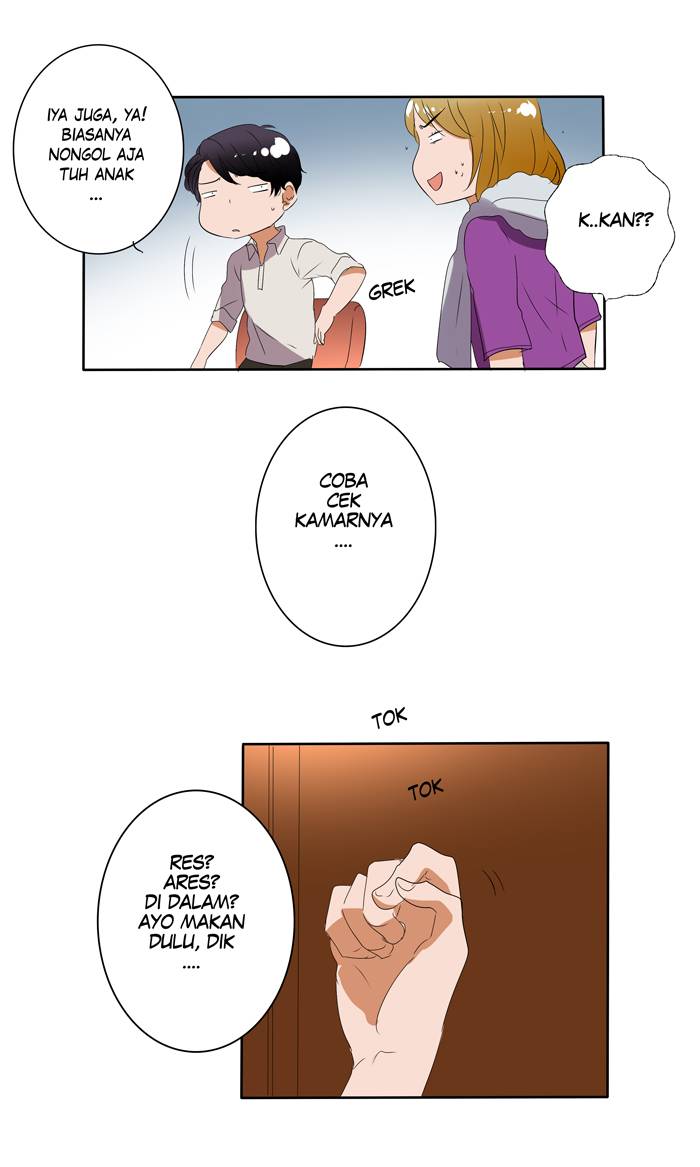 IYA JUGA, YA!
BIASANYA
NONGOL AJA
TUH ANAK
...
K..KAN??
GREK
COBA
CEK
KAMARNYA
....
TOK
TOK
RES?
ARES?
DI DALAM?
AYO MAKAN
DULU, DIK
....